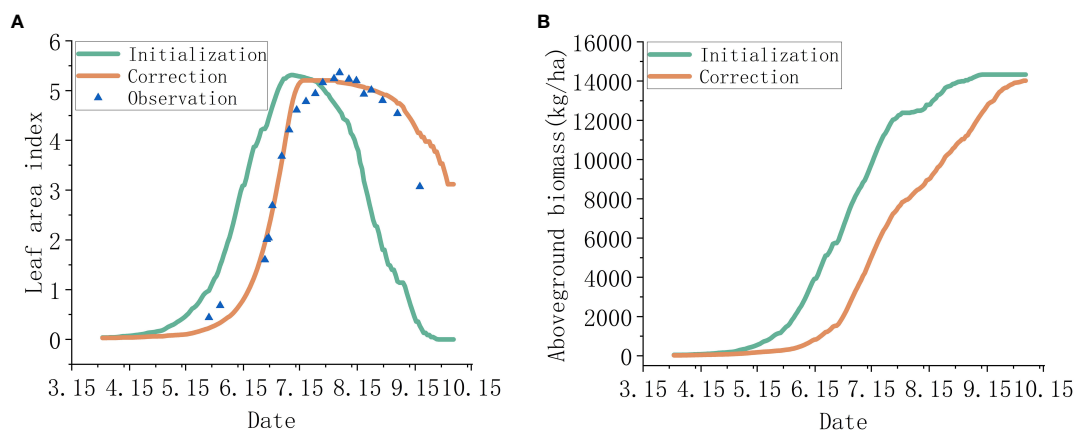 A
Leaf area index
6
5
4
3
2
1
0
Initialization
Correction
Observation
3.15 4.15 5.15 6.15 7.15 8.15 9.15 10.15
Date
B
Aboveground biomass(kg/ha)
16000
14000
12000
10000
8000
6000
4000
2000
0
Initialization
Correction
3.15 4.15 5.15 6.15 7.15 8.15 9.15 10.15
Date